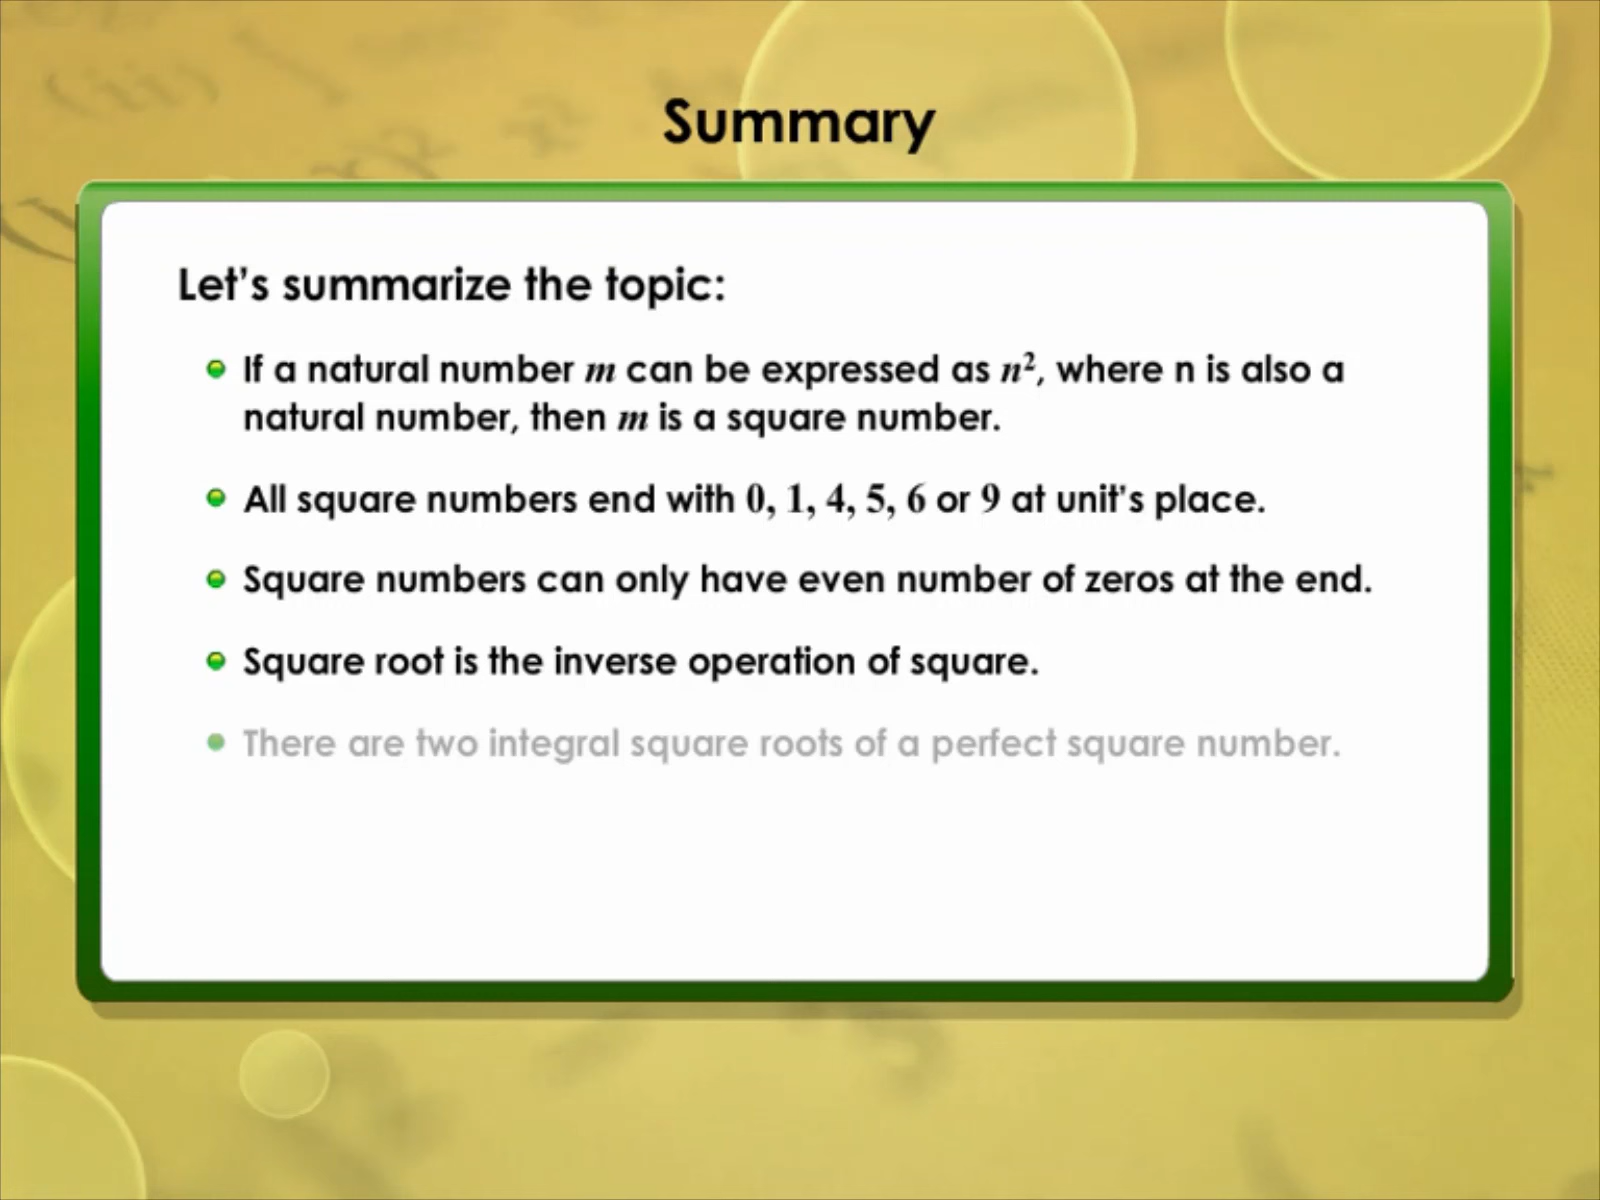 Summary
Let's summarize the topic:
If a natural number m can be expressed as n², where n is also a
natural number, then m is a square number.
All square numbers end with 0, 1, 4, 5, 6 or 9 at unit's place.
Square numbers can only have even number of zeros at the end.
Square root is the inverse operation of square.
There are two integral square roots of a perfect square number.